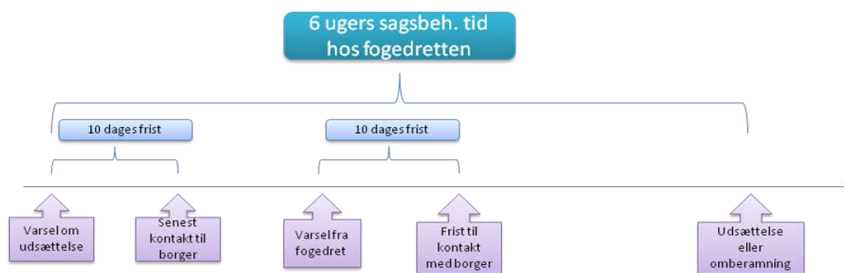 6 ugers sagsbeh. tid
hos fogedretten
10 dages frist
10 dages frist
Varsel om
udsættelse
Senest
kontakt til
borger
Varsel fra
fogedret
Frist til
kontakt
med borger
Udsættelse
eller
omberamning